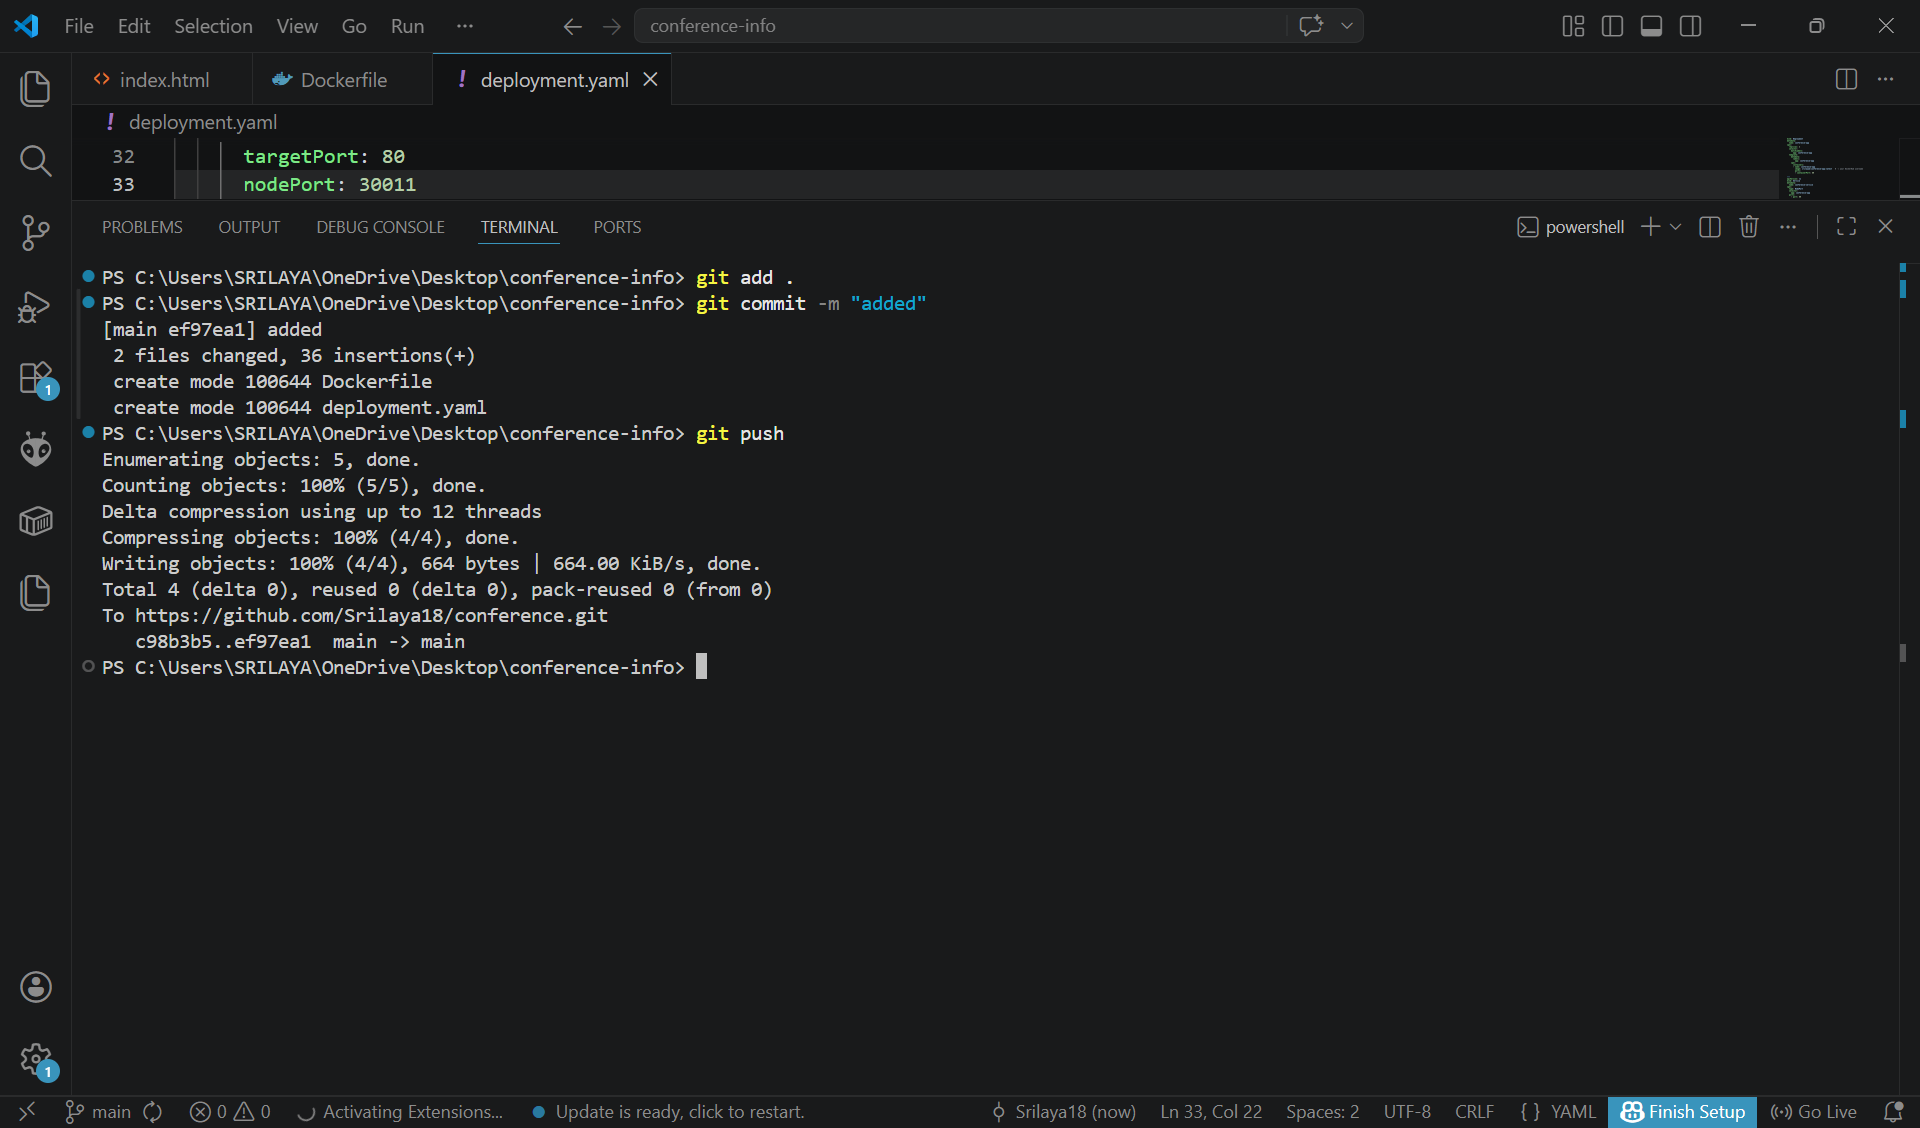 File Edit Selection View Go Run ... conference-info
index.html Dockerfile ! deployment.yaml
! deployment.yaml
32 targetPort: 80
33 nodePort: 30011
PROBLEMS OUTPUT DEBUG CONSOLE TERMINAL PORTS powershell
PS C:\Users\SRILAYA\OneDrive\Desktop\conference-info> git add .
PS C:\Users\SRILAYA\OneDrive\Desktop\conference-info> git commit -m "added"
[main ef97ea1] added
2 files changed, 36 insertions(+)
create mode 100644 Dockerfile
create mode 100644 deployment.yaml
PS C:\Users\SRILAYA\OneDrive\Desktop\conference-info> git push
Enumerating objects: 5, done.
Counting objects: 100% (5/5), done.
Delta compression using up to 12 threads
Compressing objects: 100% (4/4), done.
Writing objects: 100% (4/4), 664 bytes | 664.00 KiB/s, done.
Total 4 (delta 0), reused 0 (delta 0), pack-reused 0 (from 0)
To https://github.com/Srilaya18/conference.git
c98b3b5..ef97ea1 main -> main
PS C:\Users\SRILAYA\OneDrive\Desktop\conference-info>
1
1
main 0 0 Activating Extensions... Update is ready, click to restart. Srilaya18 (now) Ln 33, Col 22 Spaces: 2 UTF-8 CRLF { } YAML Finish Setup Go Live